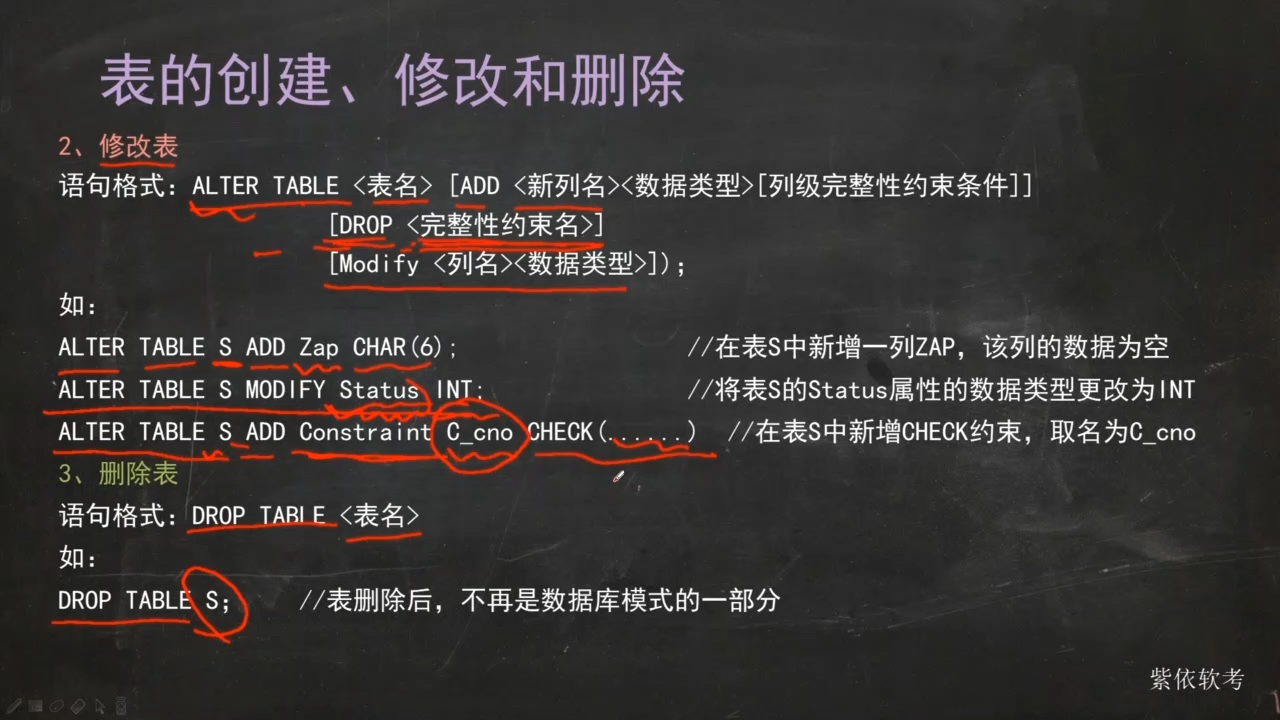 表的创建、修改和删除
2、修改表
语句格式：ALTER TABLE <表名> [ADD <新列名><数据类型>[列级完整性约束条件]]
[DROP <完整性约束名>]
[Modify <列名><数据类型>]);
如：
ALTER TABLE S ADD Zap CHAR(6); //在表S中新增一列ZAP，该列的数据为空
ALTER TABLE S MODIFY Status INT; //将表S的Status属性的数据类型更改为INT
ALTER TABLE S ADD Constraint C_cno CHECK(......) //在表S中新增CHECK约束，取名为C_cno
3、删除表
语句格式：DROP TABLE <表名>
如：
DROP TABLE S; //表删除后，不再是数据库模式的一部分
紫依软考